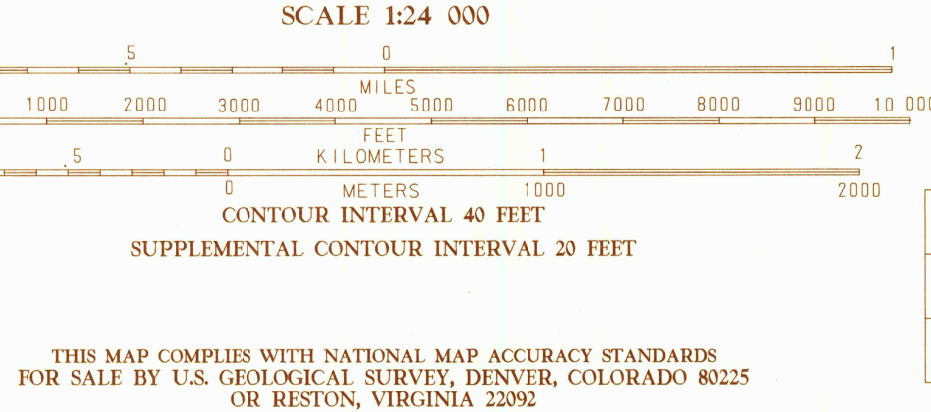 SCALE 1:24 000
.5 0 1
MILES
1000 2000 3000 4000 5000 6000 7000 8000 9000 10 000
FEET
.5 0 KILOMETERS 1 2
0 METERS 1000 2000
CONTOUR INTERVAL 40 FEET
SUPPLEMENTAL CONTOUR INTERVAL 20 FEET
THIS MAP COMPLIES WITH NATIONAL MAP ACCURACY STANDARDS
FOR SALE BY U.S. GEOLOGICAL SURVEY, DENVER, COLORADO 80225
OR RESTON, VIRGINIA 22092